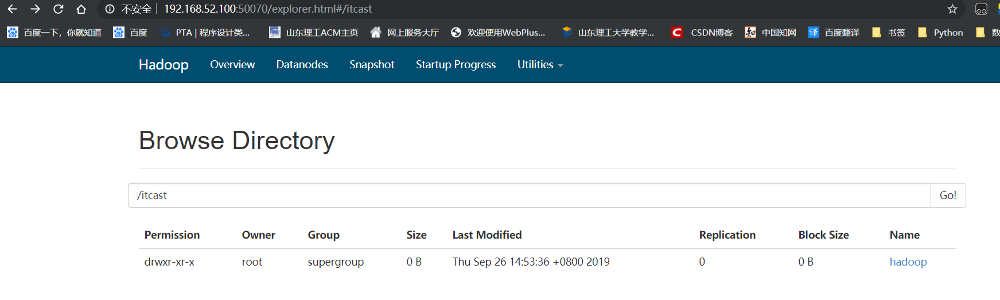 不安全 | 192.168.52.100:50070/explorer.html#/itcast
百度一下，你就知道 百度 PTA | 程序设计类... 山东理工ACM主页 网上服务大厅 欢迎使用WebPlus... 山东理工大学教学... CSDN博客 中国知网 百度翻译 书签 Python 数
Hadoop Overview Datanodes Snapshot Startup Progress Utilities
Browse Directory
/itcast Go!
Permission Owner Group Size Last Modified Replication Block Size Name
drwxr-xr-x root supergroup 0 B Thu Sep 26 14:53:36 +0800 2019 0 0 B hadoop